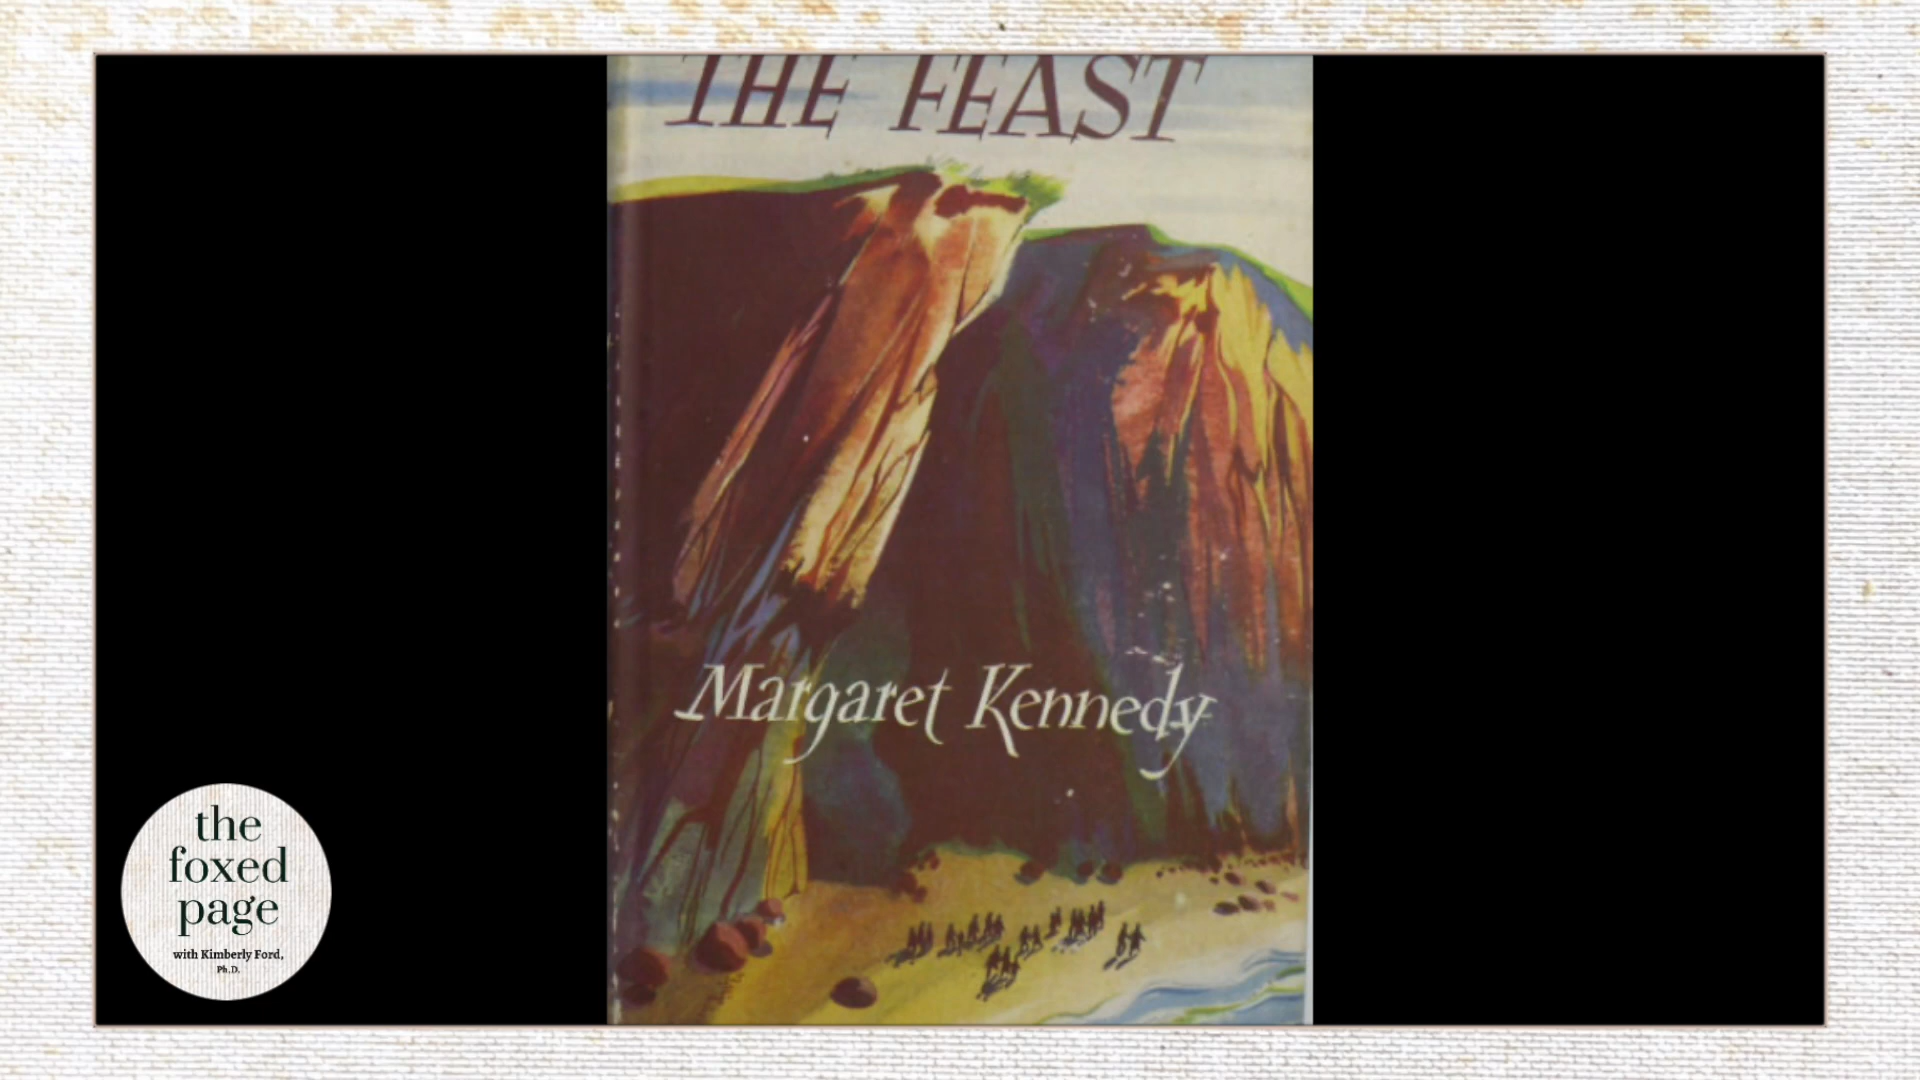 THE FEAST
Margaret Kennedy
the
foxed
page
with Kimberly Ford,
Ph.D.